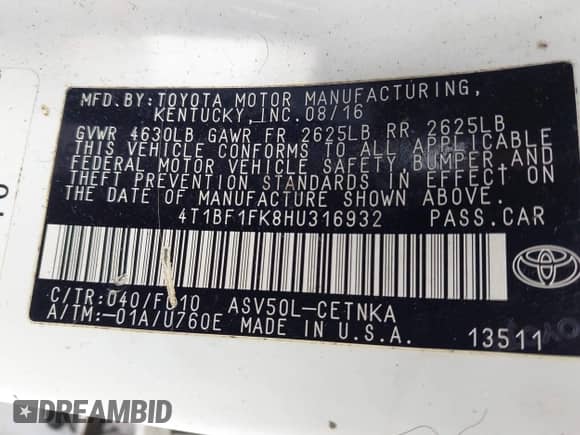 MFD.BY: TOYOTA MOTOR MANUFACTURING,
KENTUCKY, INC. 08/16
GVWR 4630LB GAWR FR 2625LB RR 2625LB
THIS VEHICLE CONFORMS TO ALL APPLICABLE
FEDERAL MOTOR VEHICLE SAFETY, BUMPER, AND
THEFT PREVENTION STANDARDS IN EFFECT ON
THE DATE OF MANUFACTURE SHOWN ABOVE.
4T1BF1FK8HU316932 PASS.CAR
C/TR: 040/F 10 ASV50L-CETNKA
A/TM:-01A/U760E MADE IN U.S.A.
TOYOTA
13511
DREAMBID